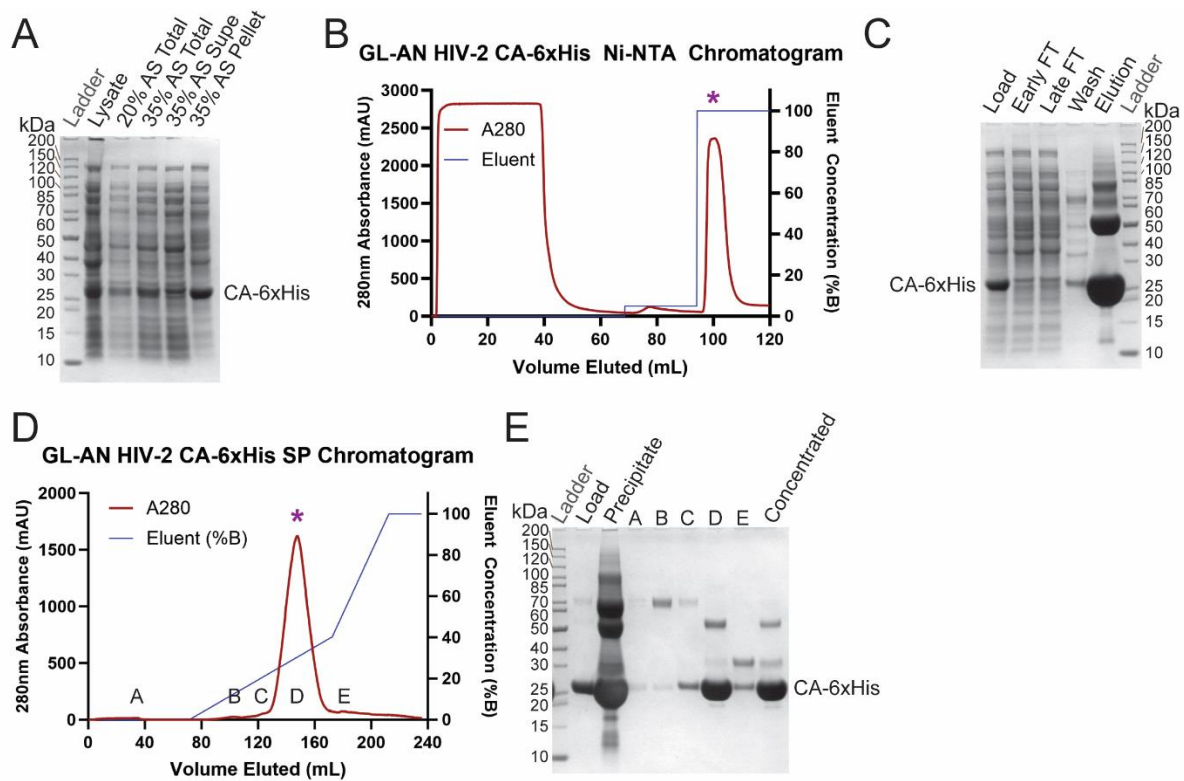 A
Ladder
Lysate
20% AS Total
35% AS Total
35% AS Supe
35% AS Pellet
kDa
200
150
120
100
85
70
60
50
40
30
25
20
15
10
CA-6xHis
B
GL-AN HIV-2 CA-6xHis Ni-NTA Chromatogram
280nm Absorbance (mAU)
3000
2500
2000
1500
1000
500
0
A280
Eluent
*
100
80
60
40
20
0
Eluent Concentration (%B)
0 20 40 60 80 100 120
Volume Eluted (mL)
C
Load
Early FT
Late FT
Wash
Elution
Ladder
kDa
200
150
120
100
85
70
60
50
40
30
25
20
15
10
CA-6xHis
D
GL-AN HIV-2 CA-6xHis SP Chromatogram
280nm Absorbance (mAU)
2000
1500
1000
500
0
A280
Eluent (%B)
*
A B C D E
100
80
60
40
20
0
Eluent Concentration (%B)
0 40 80 120 160 200 240
Volume Eluted (mL)
E
Ladder
Load
Precipitate
A B C D E
Concentrated
kDa
200
150
120
100
85
70
60
50
40
30
25
20
15
10
CA-6xHis